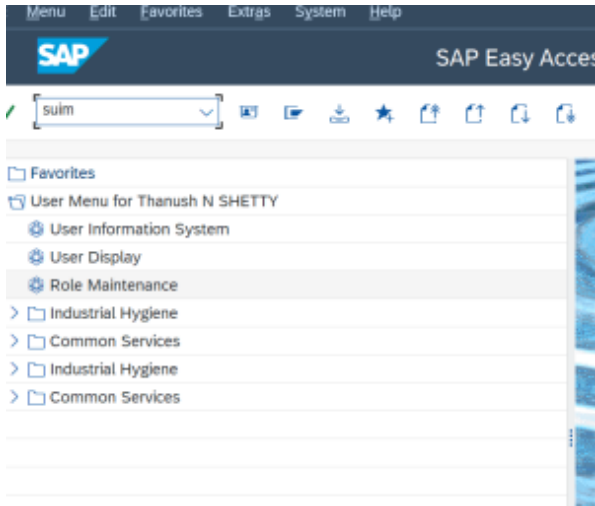 Menu Edit Favorites Extras System Help
SAP
SAP Easy Acces
suim
Favorites
User Menu for Thanush N SHETTY
User Information System
User Display
Role Maintenance
Industrial Hygiene
Common Services
Industrial Hygiene
Common Services